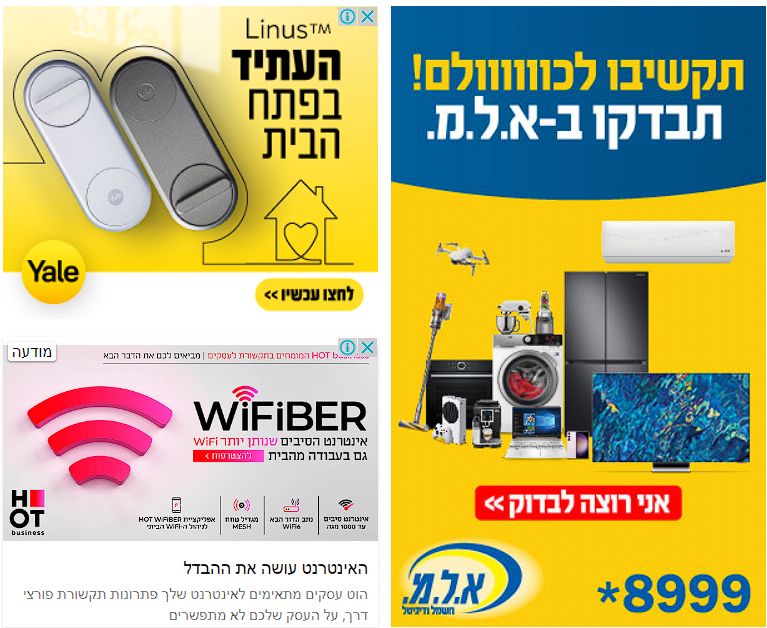 Linus™
העתיד
בפתח
הבית
Yale
לחצו עכשיו >>
מודעה
HOT business המומחים בתקשורת לעסקים | מביאים לכם את הדבר הבא
WiFiBER
אינטרנט הסיבים שנותן יותר WiFi
גם בעבודה מהבית
להצטרפות >
אינטרנט סיבים
עד 1000 מגה
נתב הדור הבא
WiFi6
מגדיל טווח
MESH
אפליקציית HOT WiFiBER
לניהול ה-WiFi הביתי
HOT
business
האינטרנט עושה את ההבדל
הוט עסקים מתאימים לאינטרנט שלך פתרונות תקשורת פורצי
דרך, על העסק שלכם לא מתפשרים
תקשיבו לכווווולם!
תבדקו ב-א.ל.מ.
אני רוצה לבדוק >>
א.ל.מ.
חשמל ודיגיטל
*8999